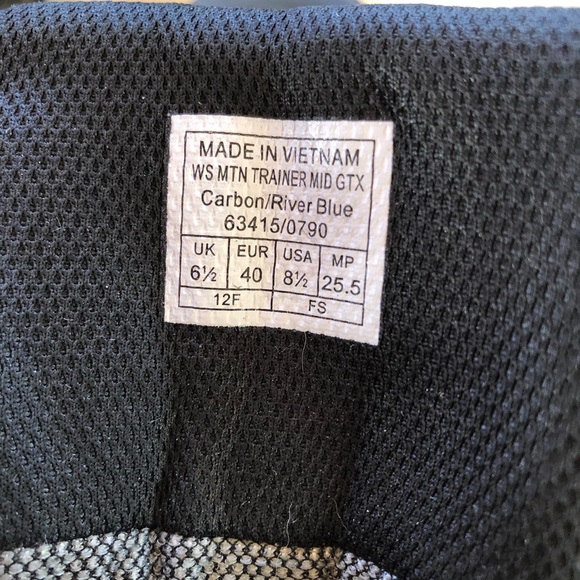 MADE IN VIETNAM
WS MTN TRAINER MID GTX
Carbon/River Blue
63415/0790
UK EUR USA MP
6½ 40 8½ 25.5
12F FS